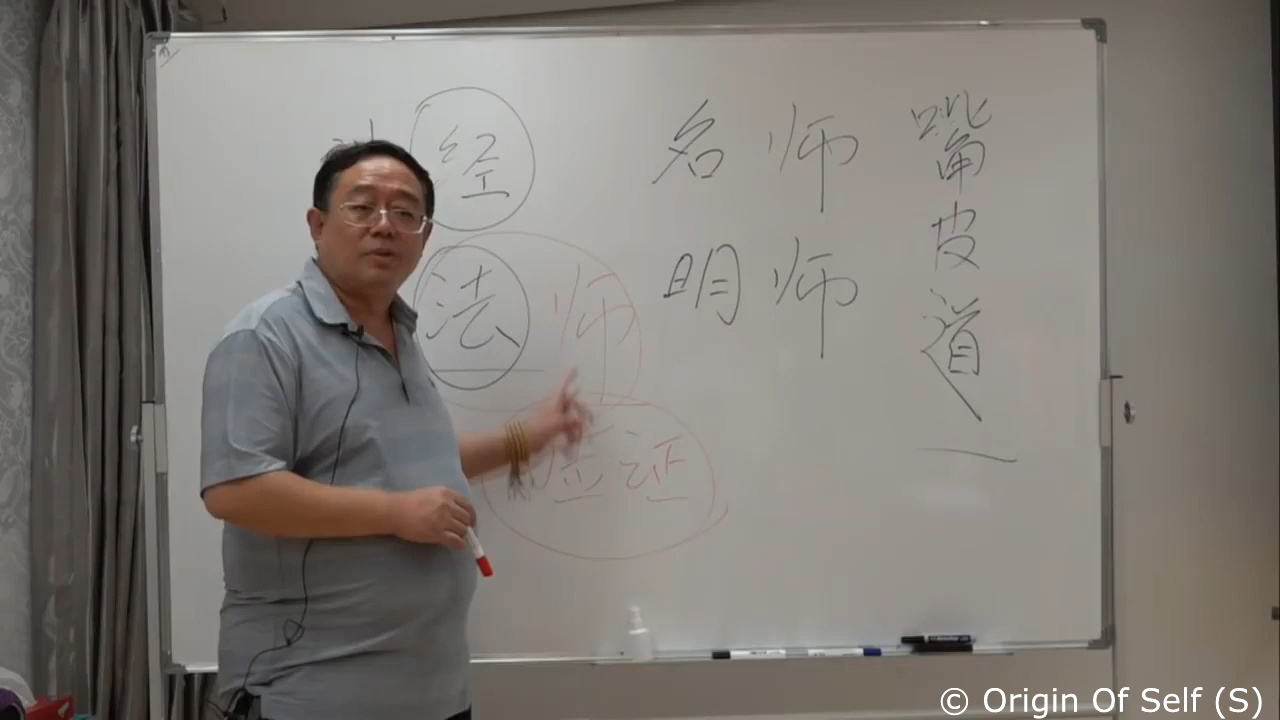 经
法师
证
名师
明师
嘴皮道
© Origin Of Self (S)